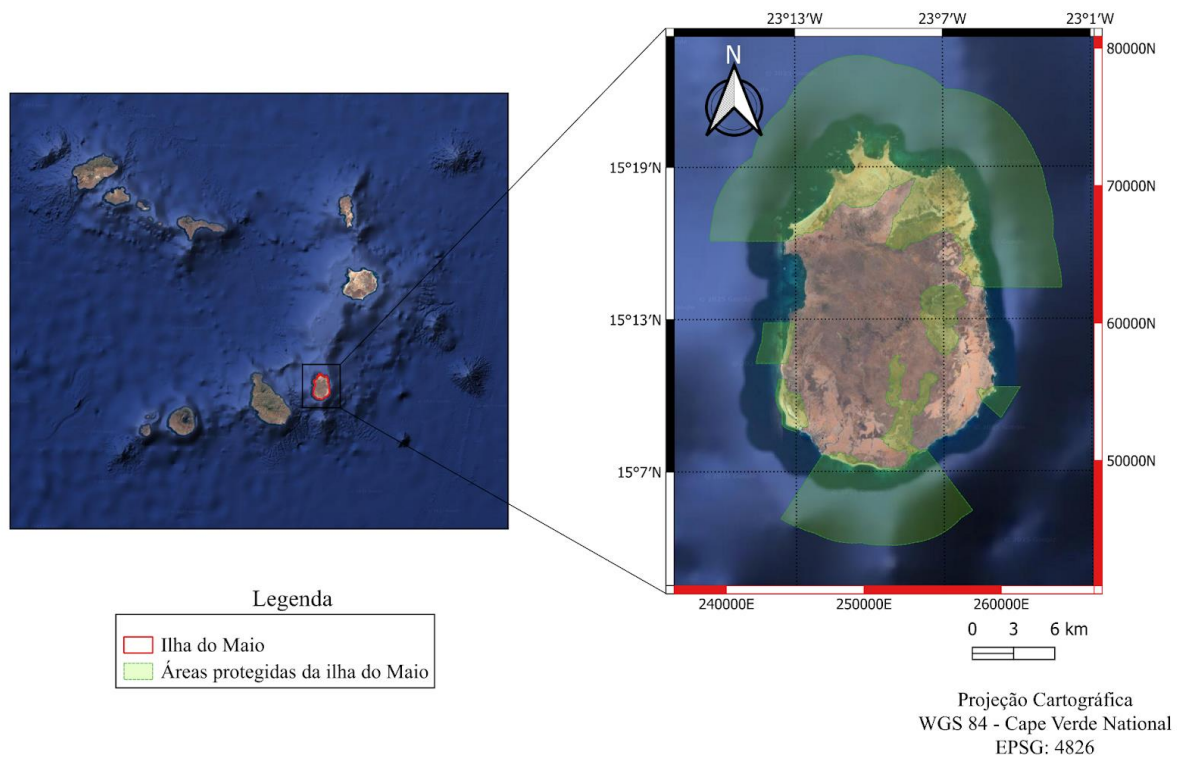 23°13'W 23°7'W 23°1'W
80000N
N
15°19'N
70000N
15°13'N
60000N
15°7'N
50000N
240000E 250000E 260000E
0 3 6 km
Legenda
Ilha do Maio
Áreas protegidas da ilha do Maio
Projeção Cartográfica
WGS 84 - Cape Verde National
EPSG: 4826